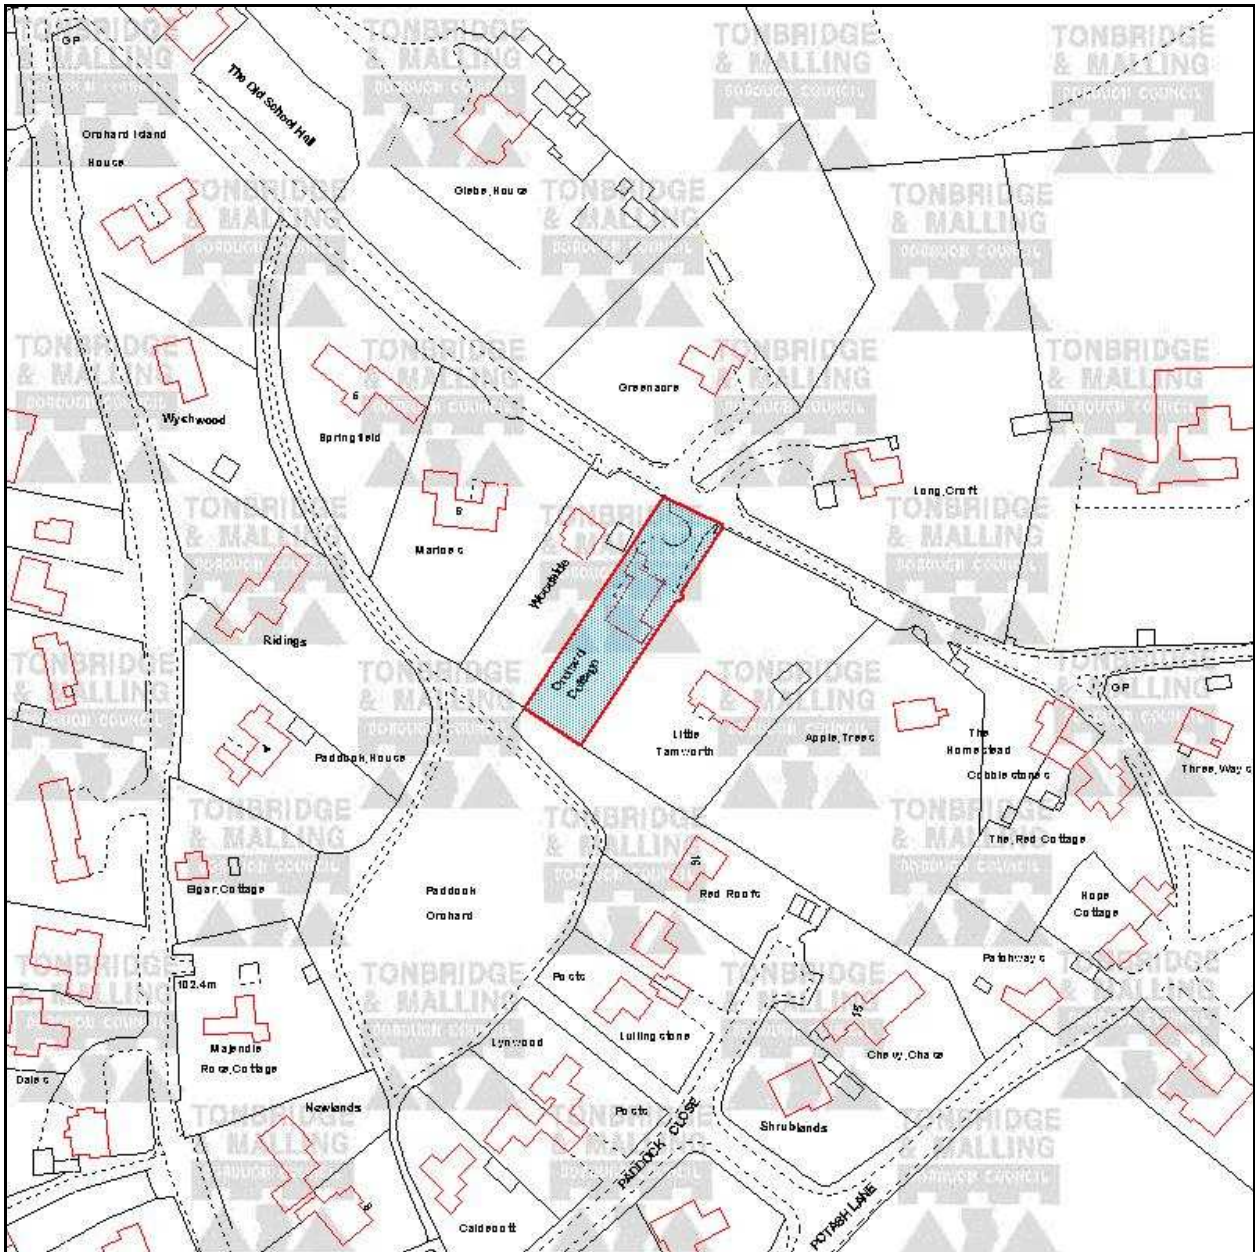 GP
The Old School Hall
Orchard Island
House
Glebe House
Greenacre
Wychwood
6
Springfield
Long Croft
5
Marloes
Woodside
Ridings
Orchard
Cottage
GP
Little
Tamworth
Apple Trees
The
Homestead
Cobblestones
Three Ways
4
Paddock House
The Red Cottage
16
Red Roofs
Elgar Cottage
Paddock
Orchard
Hope
Cottage
Patchways
Posts
102.4m
15
Lullingstone
Lynwood
Chevy Chase
Majendie
Rose Cottage
Dales
Newlands
Posts
PADDOCK CLOSE
Shrublands
Caldecott
POTASH LANE
TONBRIDGE
& MALLING
BOROUGH COUNCIL